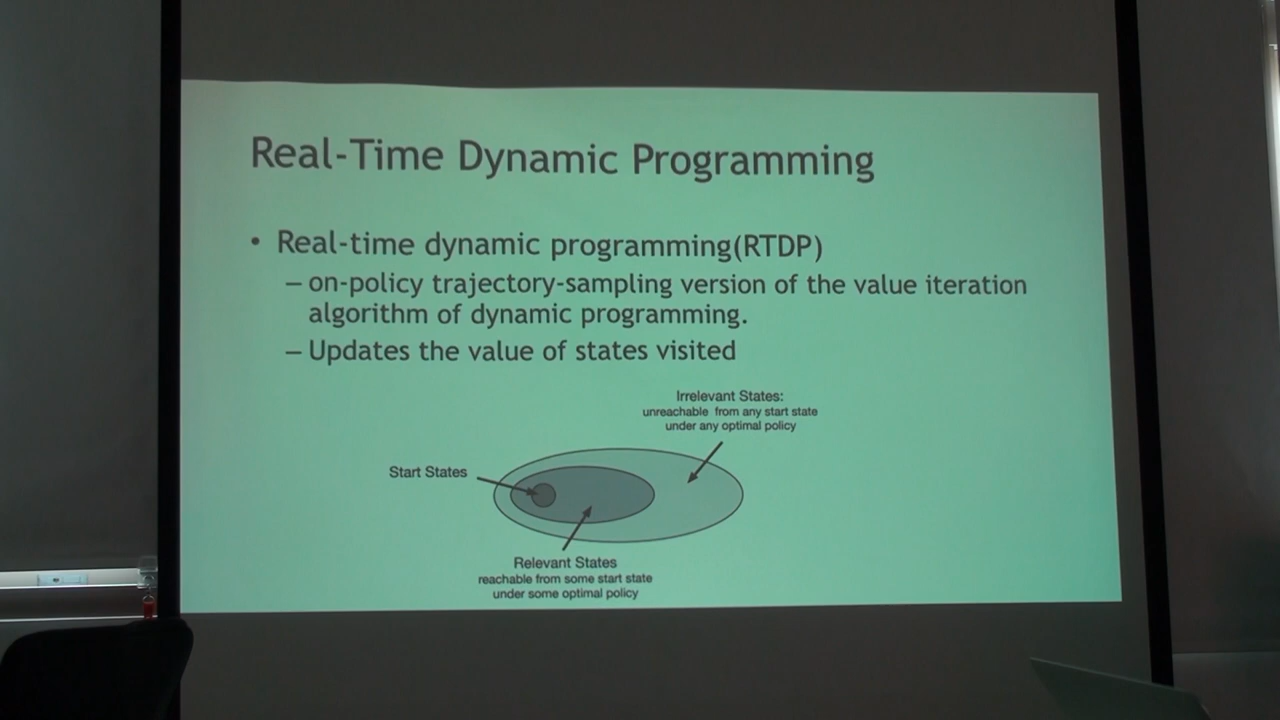 Real-Time Dynamic Programming
• Real-time dynamic programming(RTDP)
– on-policy trajectory-sampling version of the value iteration
algorithm of dynamic programming.
– Updates the value of states visited
Irrelevant States:
unreachable from any start state
under any optimal policy
Start States
Relevant States
reachable from some start state
under some optimal policy